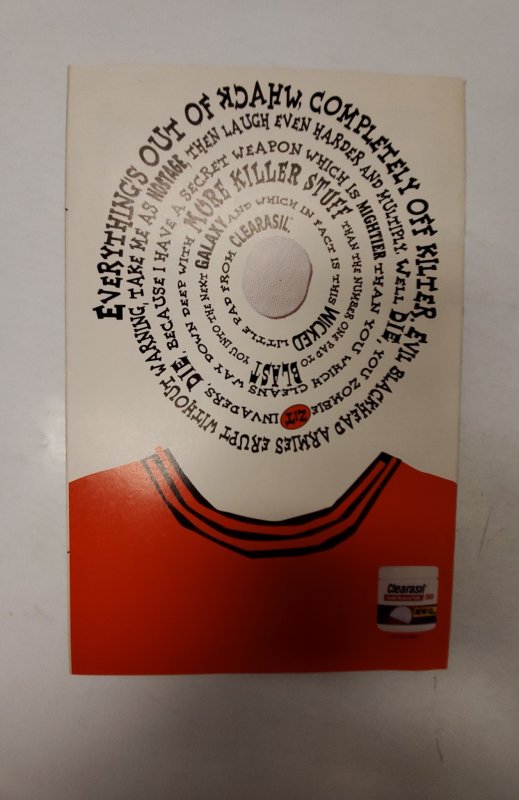 EVERYTHING'S OUT OF KCAHW, COMPLETELY OFF KILTER, EVIL BLACKHEAD ARMIES ERUPT WITHOUT WARNING, TAKE ME AS HOSTAGE THEN LAUGH EVEN HARDER AND MULTIPLY. WELL, DIE, YOU ZOMBIE ZIT INVADERS, DIE, BECAUSE I HAVE A SECRET WEAPON WHICH IS MIGHTIER THAN YOU WHICH CLEANS WAY DOWN DEEP WITH MORE KILLER STUFF THAN THE NUMBER ONE PAD TO BLAST YOU INTO THE NEXT GALAXY AND WHICH IN FACT IS THIS WICKED LITTLE PAD FROM CLEARASIL™
Clearasil